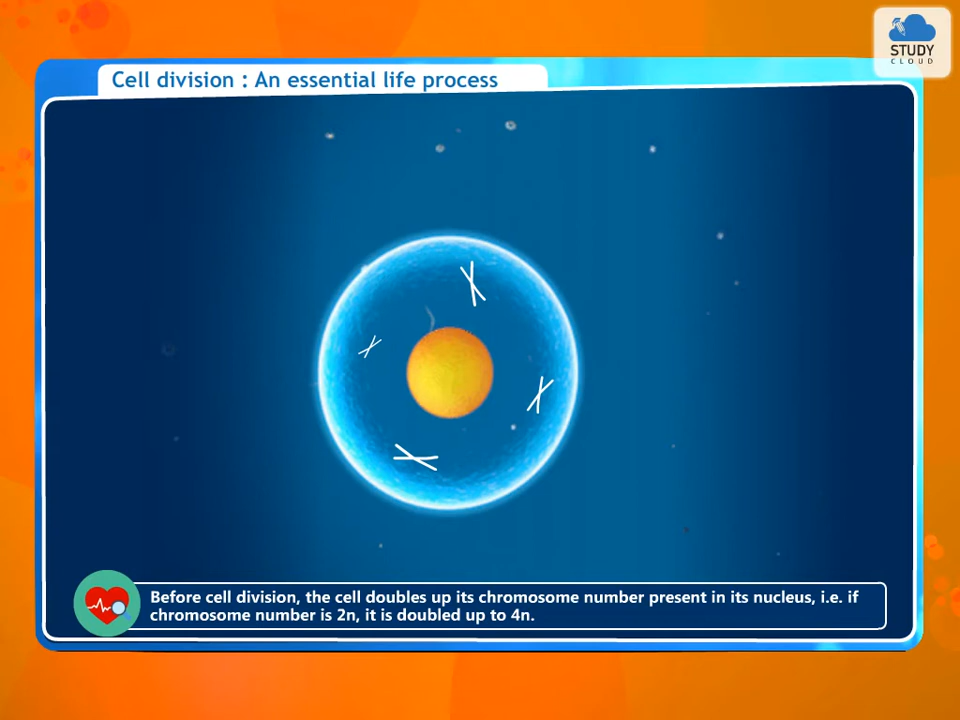 STUDY
CLOUD
Cell division : An essential life process
Before cell division, the cell doubles up its chromosome number present in its nucleus, i.e. if
chromosome number is 2n, it is doubled up to 4n.